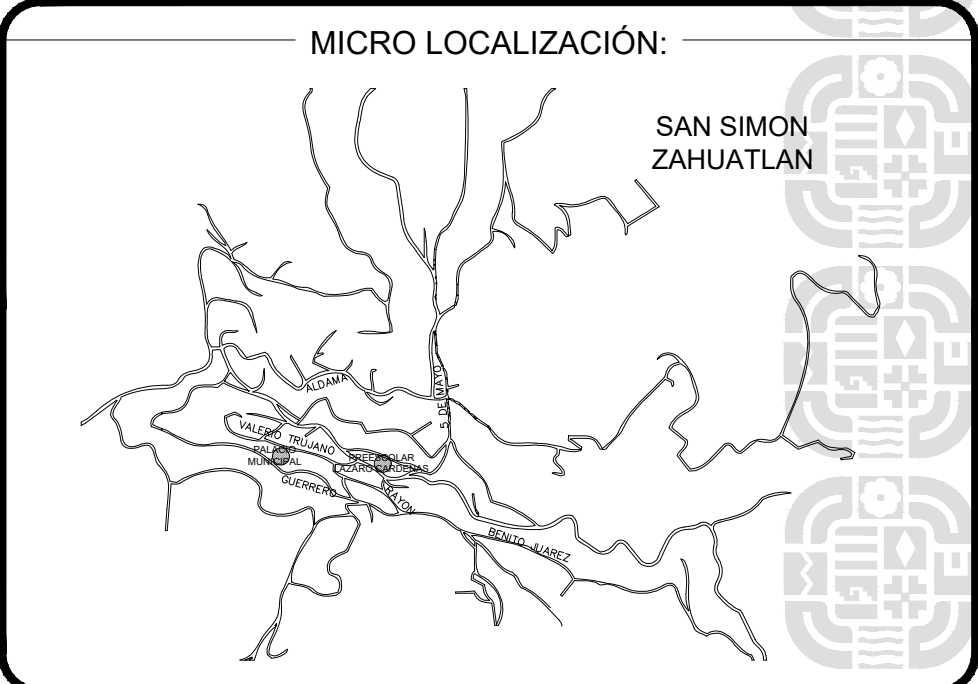 MICRO LOCALIZACIÓN:
SAN SIMON
ZAHUATLAN
ALDAMA
5 DE MAYO
VALERIO TRUJANO
PALACIO
MUNICIPAL
PREESCOLAR
LAZARO CARDENAS
GUERRERO
RAYON
BENITO JUAREZ